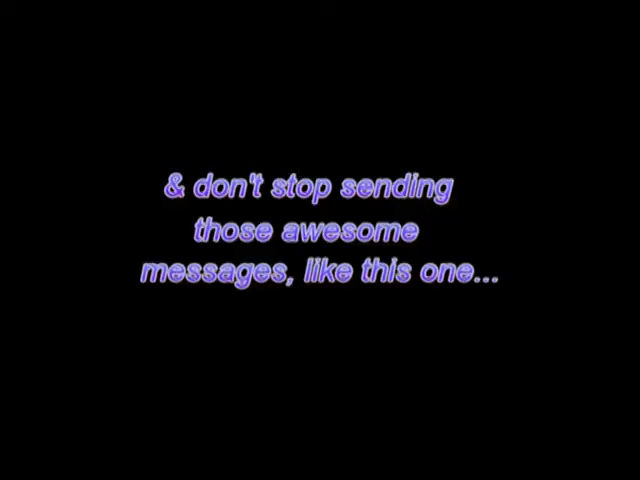 & don't stop sending
those awesome
messages, like this one...